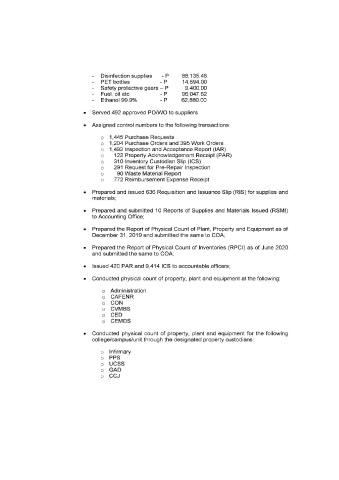 - Disinfection supplies - P 98,135.48
- PET bottles - P 14,594.00
- Safety protective gears – P 9,400.00
- Fuel, oil etc - P 96,047.62
- Ethanol 99.9% - P 62,880.00
• Served 492 approved PO/WO to suppliers
• Assigned control numbers to the following transactions:
o 1,445 Purchase Requests
o 1,204 Purchase Orders and 395 Work Orders
o 1,492 Inspection and Acceptance Report (IAR)
o 122 Property Acknowledgement Receipt (PAR)
o 310 Inventory Custodian Slip (ICS)
o 291 Request for Pre-Repair Inspection
o 90 Waste Material Report
o 772 Reimbursement Expense Receipt
• Prepared and issued 636 Requisition and Issuance Slip (RIS) for supplies and
materials;
• Prepared and submitted 10 Reports of Supplies and Materials Issued (RSMI)
to Accounting Office;
• Prepared the Report of Physical Count of Plant, Property and Equipment as of
December 31, 2019 and submitted the same to COA;
• Prepared the Report of Physical Count of Inventories (RPCI) as of June 2020
and submitted the same to COA;
• Issued 420 PAR and 9,414 ICS to accountable officers;
• Conducted physical count of property, plant and equipment at the following:
o Administration
o CAFENR
o CON
o CVMBS
o CED
o CEMDS
• Conducted physical count of property, plant and equipment for the following
college/campus/unit through the designated property custodians:
o Infirmary
o PPS
o UCSS
o GAD
o CCJ